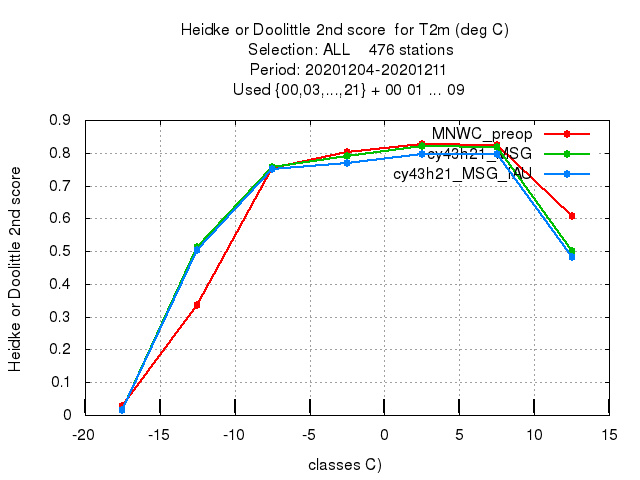 Heidke or Doolittle 2nd score  for T2m (deg C)
Selection: ALL    476 stations
Period: 20201204-20201211
Used {00,03,...,21} + 00 01 ... 09
MNWC_preop
cy43h21_MSG
cy43h21_MSG_IAU
Heidke or Doolittle 2nd score
0.9
0.8
0.7
0.6
0.5
0.4
0.3
0.2
0.1
0
-20 -15 -10 -5 0 5 10 15
classes C)